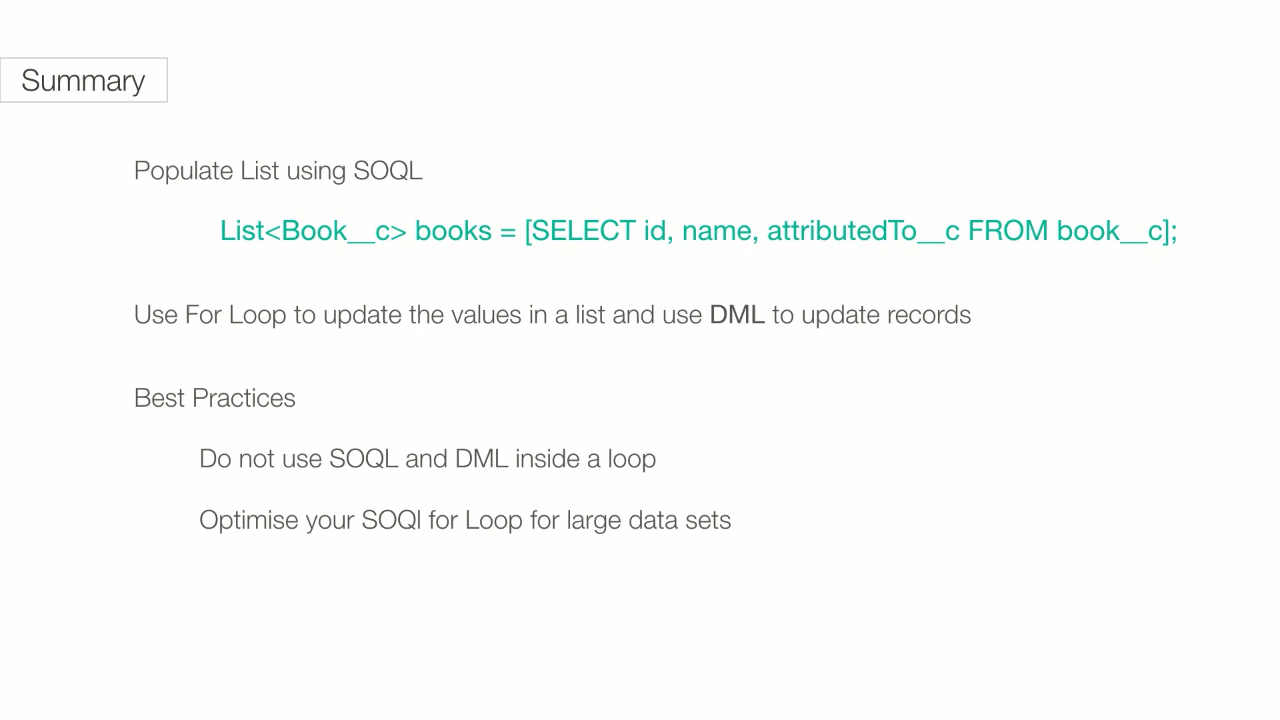 Summary
Populate List using SOQL
List<Book__c> books = [SELECT id, name, attributedTo__c FROM book__c];
Use For Loop to update the values in a list and use DML to update records
Best Practices
Do not use SOQL and DML inside a loop
Optimise your SOQl for Loop for large data sets